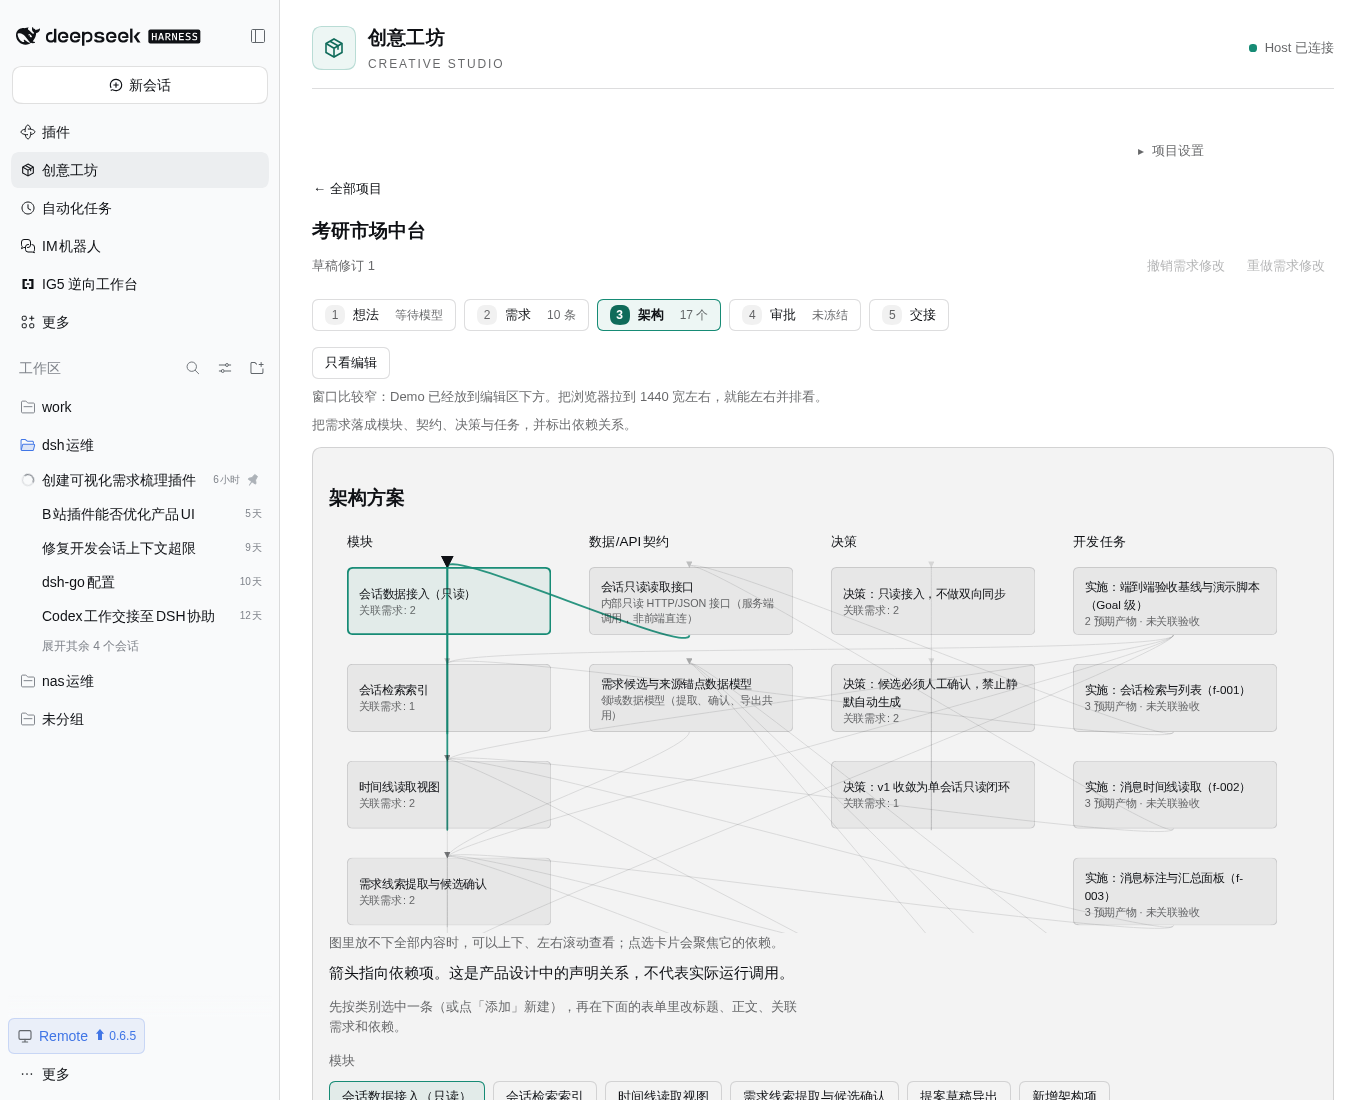 deepseek HARNESS
新会话
插件
创意工坊
自动化任务
IM机器人
IG5 逆向工作台
更多
工作区
work
dsh运维
创建可视化需求梳理插件 6小时
B站插件能否优化产品UI 5天
修复开发会话上下文超限 9天
dsh-go配置 10天
Codex工作交接至DSH协助 12天
展开其余 4 个会话
nas运维
未分组
Remote 0.6.5
更多
创意工坊
CREATIVE STUDIO
Host 已连接
▸ 项目设置
← 全部项目
考研市场中台
草稿修订 1
撤销需求修改 重做需求修改
1 想法 等待模型
2 需求 10 条
3 架构 17 个
4 审批 未冻结
5 交接
只看编辑
窗口比较窄：Demo 已经放到编辑区下方。把浏览器拉到 1440 宽左右，就能左右并排看。
把需求落成模块、契约、决策与任务，并标出依赖关系。
架构方案
模块
会话数据接入（只读）
关联需求: 2
会话检索索引
关联需求: 1
时间线读取视图
关联需求: 2
需求线索提取与候选确认
关联需求: 2
数据/API契约
会话只读读取接口
内部只读 HTTP/JSON 接口（服务端
调用，非前端直连）
需求候选与来源锚点数据模型
领域数据模型（提取、确认、导出共
用）
决策
决策：只读接入，不做双向同步
关联需求: 2
决策：候选必须人工确认，禁止静
默自动生成
关联需求: 2
决策：v1 收敛为单会话只读闭环
关联需求: 1
开发任务
实施：端到端验收基线与演示脚本
（Goal 级）
2 预期产物 · 未关联验收
实施：会话检索与列表（f-001）
3 预期产物 · 未关联验收
实施：消息时间线读取（f-002）
3 预期产物 · 未关联验收
实施：消息标注与汇总面板（f-
003）
3 预期产物 · 未关联验收
图里放不下全部内容时，可以上下、左右滚动查看；点选卡片会聚焦它的依赖。
箭头指向依赖项。这是产品设计中的声明关系，不代表实际运行调用。
先按类别选中一条（或点「添加」新建），再在下面的表单里改标题、正文、关联
需求和依赖。
模块
会话数据接入（只读） 会话检索索引 时间线读取视图 需求线索提取与候选确认 提案草稿导出 新增架构项